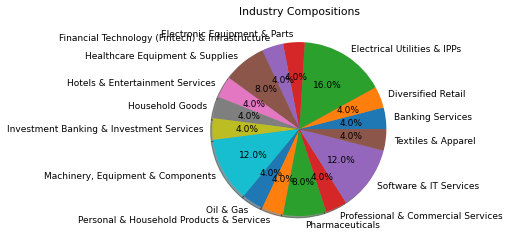 Industry Compositions
Electronic Equipment & Parts
Financial Technology (Fintech) & Infrastructure
Electrical Utilities & IPPs
Healthcare Equipment & Supplies
Hotels & Entertainment Services
Diversified Retail
Household Goods
Banking Services
Investment Banking & Investment Services
Textiles & Apparel
Machinery, Equipment & Components
Software & IT Services
Oil & Gas
Professional & Commercial Services
Personal & Household Products & Services
Pharmaceuticals
4.0%
4.0%
16.0%
8.0%
4.0%
4.0%
4.0%
4.0%
4.0%
4.0%
12.0%
12.0%
4.0%
4.0%
4.0%
8.0%